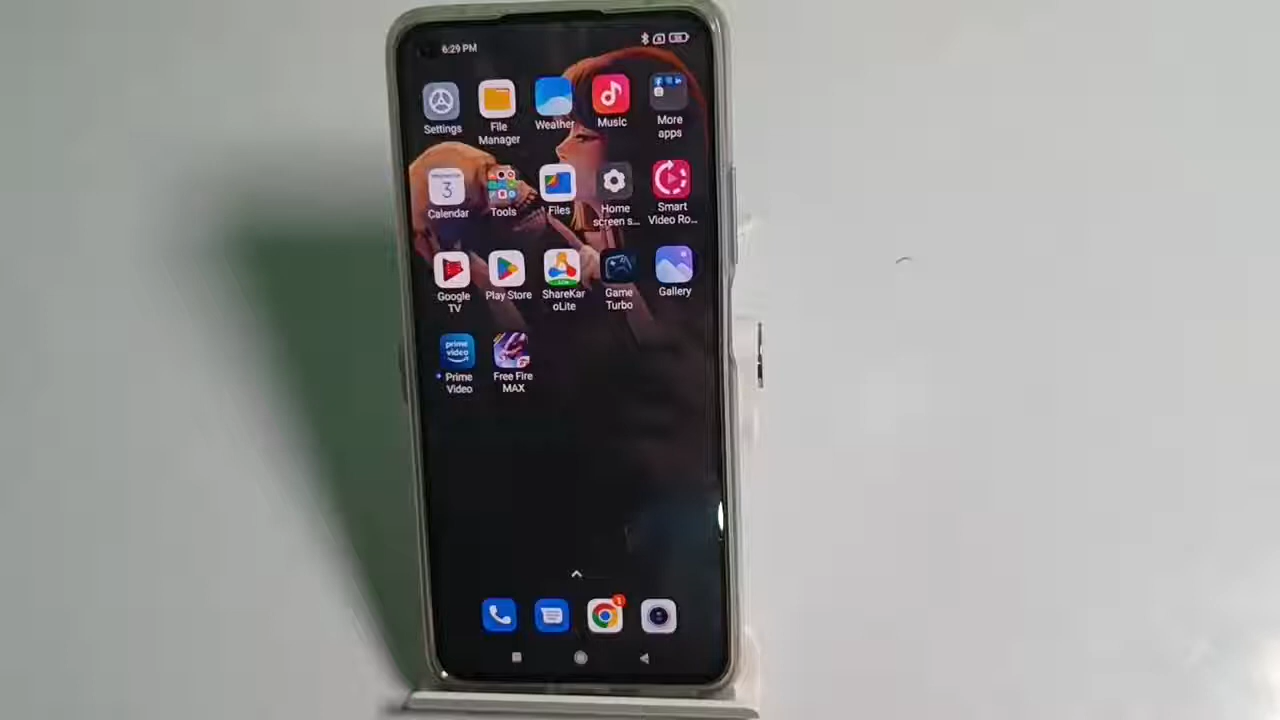 6:29 PM
Settings
File
Manager
Weather
Music
More
apps
3
Calendar
Tools
Files
Home
screen s...
Smart
Video Ro...
Google
TV
Play Store
ShareKar
oLite
Game
Turbo
Gallery
prime
video
Prime
Video
Free Fire
MAX